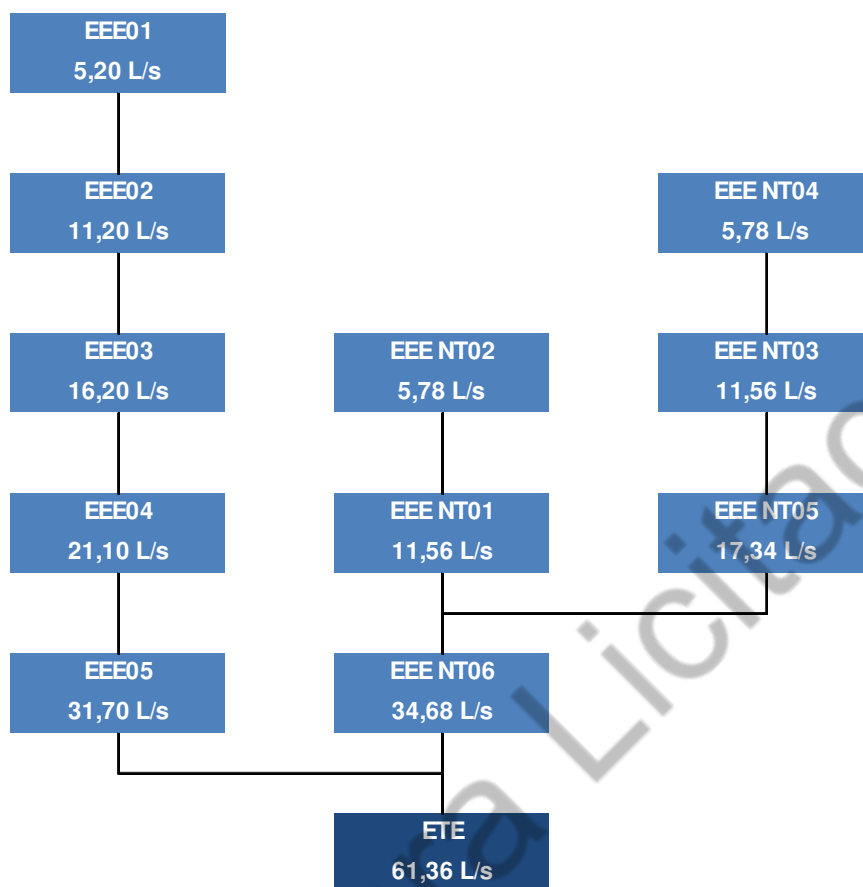 EEE01
5,20 L/s
EEE02
11,20 L/s
EEE NT04
5,78 L/s
EEE03
16,20 L/s
EEE NT02
5,78 L/s
EEE NT03
11,56 L/s
EEE04
21,10 L/s
EEE NT01
11,56 L/s
EEE NT05
17,34 L/s
EEE05
31,70 L/s
EEE NT06
34,68 L/s
ETE
61,36 L/s